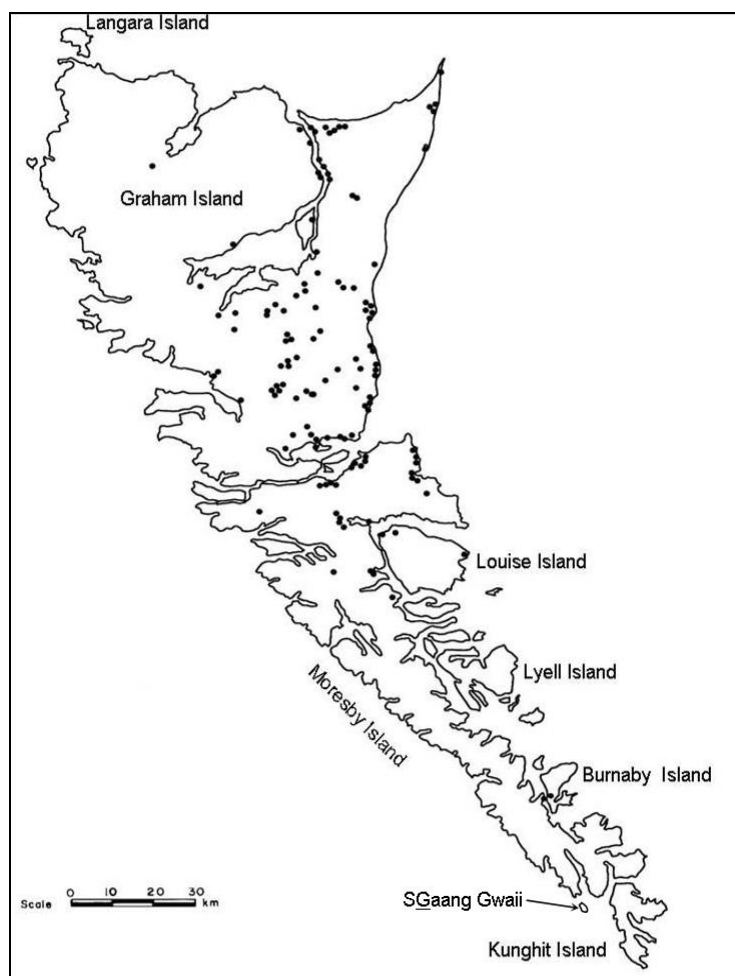 Langara Island
Graham Island
Louise Island
Lyell Island
Moresby Island
Burnaby Island
0 10 20 30
Scale km
SGaang Gwaii
Kunghit Island